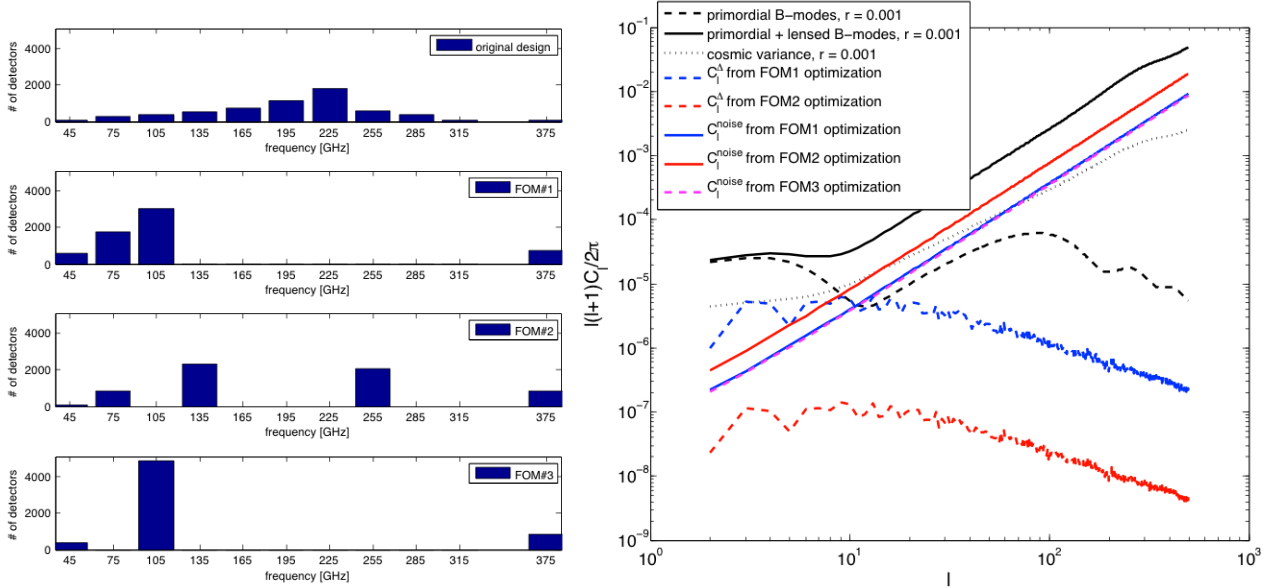 # of detectors
4000
2000
0
original design
45 75 105 135 165 195 225 255 285 315 375
frequency [GHz]
# of detectors
4000
2000
0
FOM#1
45 75 105 135 165 195 225 255 285 315 375
frequency [GHz]
# of detectors
4000
2000
0
FOM#2
45 75 105 135 165 195 225 255 285 315 375
frequency [GHz]
# of detectors
4000
2000
0
FOM#3
45 75 105 135 165 195 225 255 285 315 375
frequency [GHz]
primordial B−modes, r = 0.001
primordial + lensed B−modes, r = 0.001
cosmic variance, r = 0.001
C_l^Δ from FOM1 optimization
C_l^Δ from FOM2 optimization
C_l^noise from FOM1 optimization
C_l^noise from FOM2 optimization
C_l^noise from FOM3 optimization
l(l+1)C_l/2π
10^−1
10^−2
10^−3
10^−4
10^−5
10^−6
10^−7
10^−8
10^−9
10^0 10^1 10^2 10^3
l